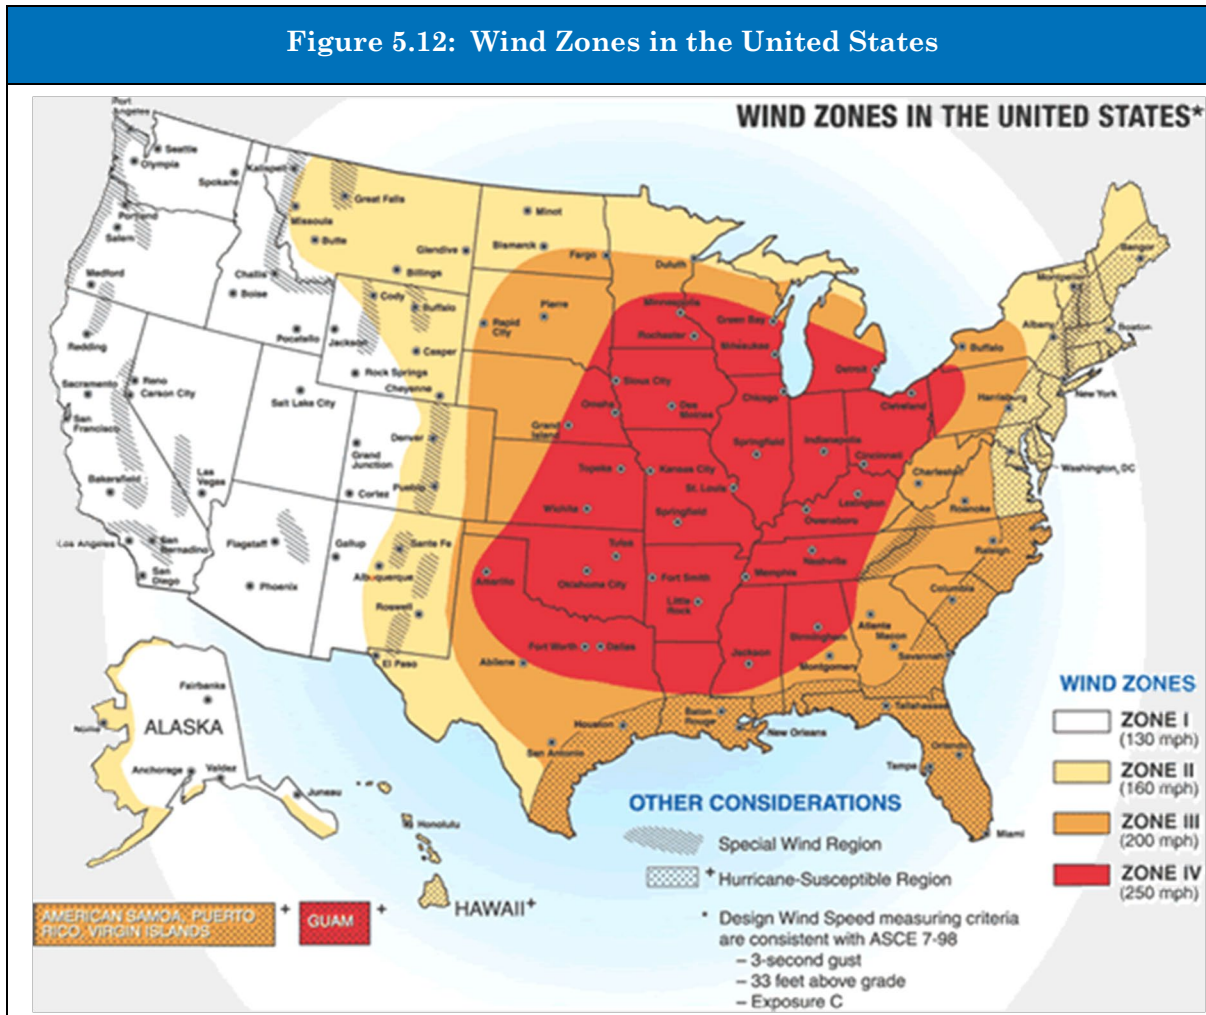 Figure 5.12:  Wind Zones in the United States
WIND ZONES IN THE UNITED STATES*
Port
Angeles
Seattle
Olympia
Spokane
Kalispell
Great Falls
Minot
Portland
Missoula
Salem
Butte
Glendive
Bismarck
Fargo
Duluth
Bangor
Medford
Challis
Billings
Montpelier
Boise
Cody
Buffalo
Pierre
Minneapolis
Rapid
City
Green Bay
Albany
Boston
Redding
Pocatello
Jackson
Rochester
Milwaukee
Buffalo
Casper
Rock Springs
Detroit
Sacramento
Reno
Carson City
Cheyenne
Sioux City
Salt Lake City
Omaha
Des
Moines
Chicago
Cleveland
Harrisburg
New York
San
Francisco
Grand
Island
Denver
Springfield
Indianapolis
Grand
Junction
Cincinnati
Washington, DC
Las
Vegas
Topeka
Kansas City
Charleston
Bakersfield
Cortez
Pueblo
St. Louis
Lexington
Roanoke
Wichita
Springfield
Owensboro
Los Angeles
San
Bernadino
Flagstaff
Gallup
Sante Fe
Tulsa
Nashville
Raleigh
San
Diego
Albuquerque
Amarillo
Oklahoma City
Fort Smith
Memphis
Phoenix
Columbia
Roswell
Little
Rock
Atlanta
Birmingham
Macon
Fort Worth
Dallas
Jackson
Savannah
El Paso
Abilene
Montgomery
Fairbanks
Baton
Rouge
Tallahassee
Nome
ALASKA
Houston
New Orleans
San Antonio
Orlando
Anchorage
Valdez
Tampa
Juneau
Miami
Honolulu
HAWAII+
WIND ZONES
ZONE I
(130 mph)
ZONE II
(160 mph)
ZONE III
(200 mph)
ZONE IV
(250 mph)
OTHER CONSIDERATIONS
Special Wind Region
+ Hurricane-Susceptible Region
AMERICAN SAMOA, PUERTO
RICO, VIRGIN ISLANDS +
GUAM +
* Design Wind Speed measuring criteria
are consistent with ASCE 7-98
– 3-second gust
– 33 feet above grade
– Exposure C